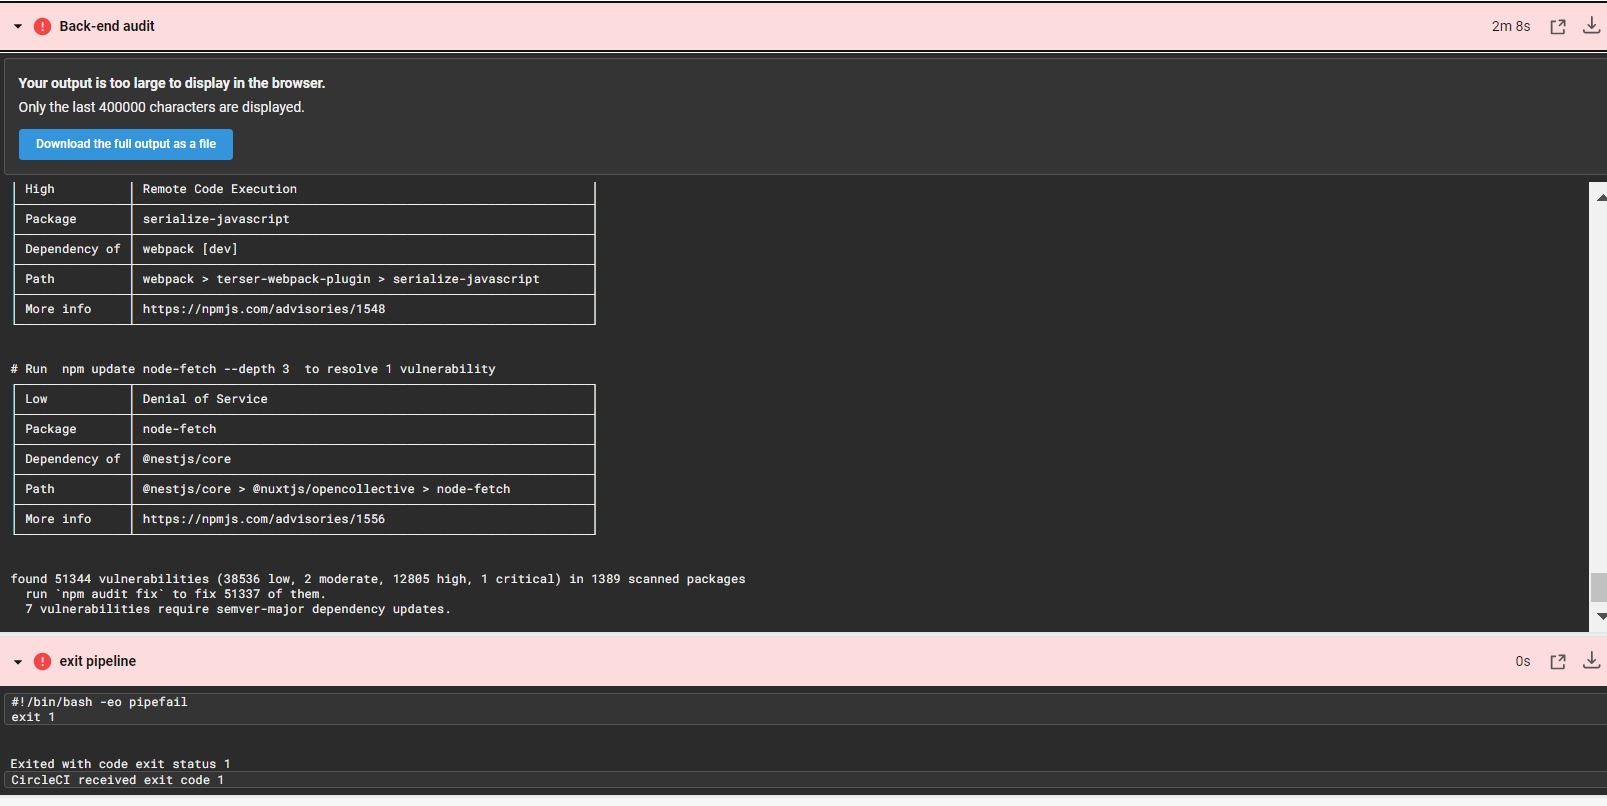 Back-end audit 2m 8s
Your output is too large to display in the browser.
Only the last 400000 characters are displayed.
Download the full output as a file
High Remote Code Execution
Package serialize-javascript
Dependency of webpack [dev]
Path webpack > terser-webpack-plugin > serialize-javascript
More info https://npmjs.com/advisories/1548
# Run  npm update node-fetch --depth 3  to resolve 1 vulnerability
Low Denial of Service
Package node-fetch
Dependency of @nestjs/core
Path @nestjs/core > @nuxtjs/opencollective > node-fetch
More info https://npmjs.com/advisories/1556
found 51344 vulnerabilities (38536 low, 2 moderate, 12805 high, 1 critical) in 1389 scanned packages
run `npm audit fix` to fix 51337 of them.
7 vulnerabilities require semver-major dependency updates.
exit pipeline 0s
#!/bin/bash -eo pipefail
exit 1
Exited with code exit status 1
CircleCI received exit code 1